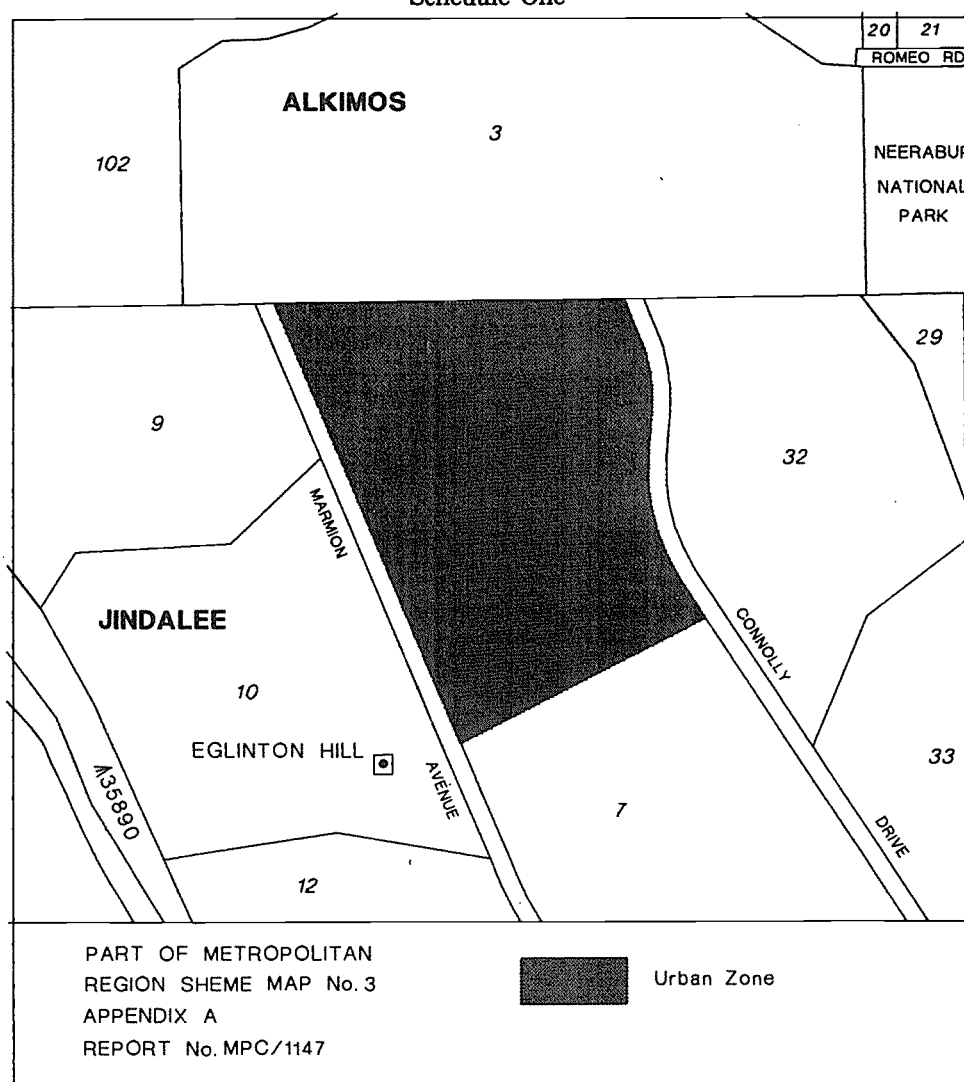 Schedule One
20 21
ROMEO RD
ALKIMOS
3
102
NEERABUP
NATIONAL
PARK
29
9
32
MARMION
JINDALEE
CONNOLLY
10
EGLINTON HILL
33
A35890
AVENUE
7
DRIVE
12
PART OF METROPOLITAN
REGION SHEME MAP No. 3
APPENDIX A
REPORT No. MPC/1147
Urban Zone